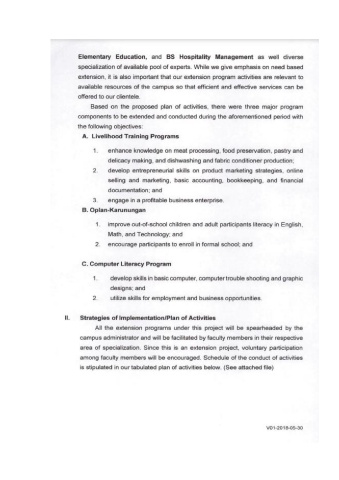 Elementary Education, and BS Hospitality Management as well diverse
specialization of available pool of experts. While we give emphasis on need based
extension, it is also important that our extension program activities are relevant to
available resources of the campus so that efficient and effective services can be
offered to our clientele.
Based on the proposed plan of activities, there were three major program
components to be extended and conducted during the aforementioned period with
the following objectives:
A. Livelihood Training Programs
1. enhance knowledge on meat processing, food preservation, pastry and
delicacy making, and dishwashing and fabric conditioner production;
2. develop entrepreneurial skills on product marketing strategies, online
selling and marketing, basic accounting, bookkeeping, and financial
documentation; and
3. engage in a profitable business enterprise.
B. Oplan-Karunungan
1. improve out-of-school children and adult participants literacy in English,
Math, and Technology; and
2. encourage participants to enroll in formal school; and
C. Computer Literacy Program
1. develop skills in basic computer, computer trouble shooting and graphic
designs; and
2. utilize skills for employment and business opportunities.
II. Strategies of Implementation/Plan of Activities
All the extension programs under this project will be spearheaded by the
campus administrator and will be facilitated by faculty members in their respective
area of specialization. Since this is an extension project, voluntary participation
among faculty members will be encouraged. Schedule of the conduct of activities
is stipulated in our tabulated plan of activities below. (See attached file)
V01-2018-05-30